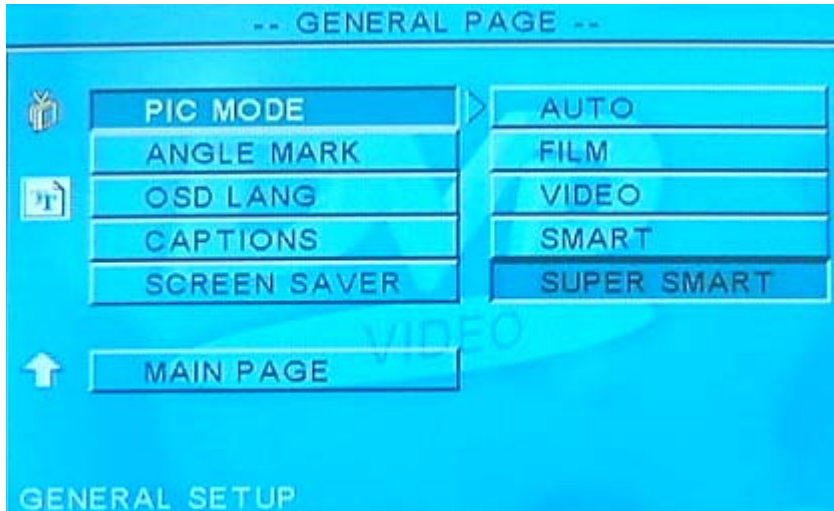 -- GENERAL PAGE --
PIC MODE
AUTO
ANGLE MARK
FILM
OSD LANG
VIDEO
CAPTIONS
SMART
SCREEN SAVER
SUPER SMART
VIDEO
MAIN PAGE
GENERAL SETUP